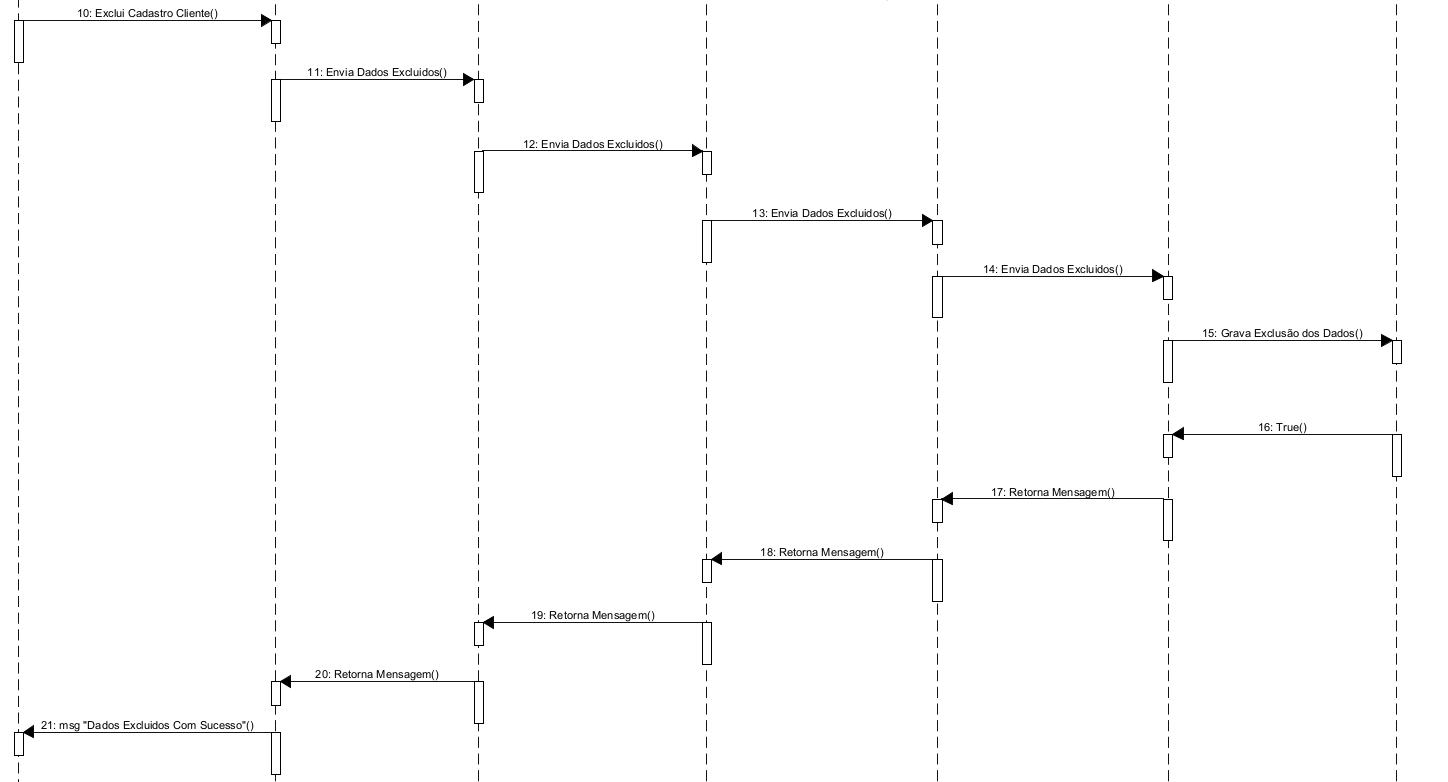 10: Exclui Cadastro Cliente()
11: Envia Dados Excluidos()
12: Envia Dados Excluidos()
13: Envia Dados Excluidos()
14: Envia Dados Excluidos()
15: Grava Exclusão dos Dados()
16: True()
17: Retorna Mensagem()
18: Retorna Mensagem()
19: Retorna Mensagem()
20: Retorna Mensagem()
21: msg "Dados Excluidos Com Sucesso"()